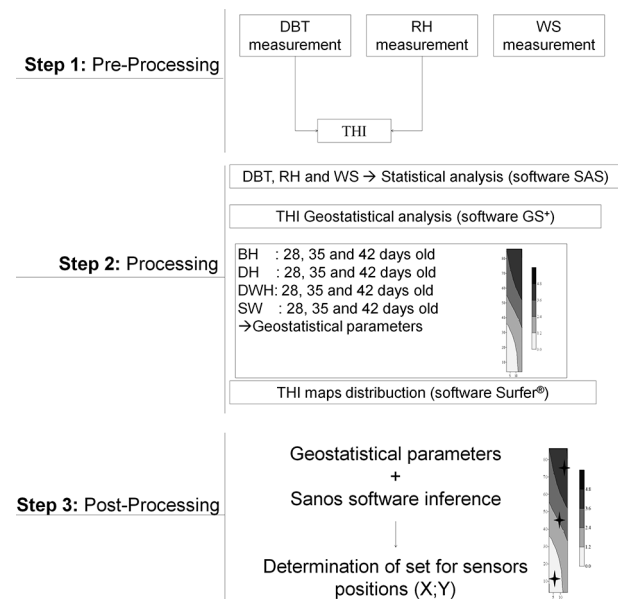 DBT
measurement
RH
measurement
WS
measurement
Step 1: Pre-Processing
THI
DBT, RH and WS → Statistical analysis (software SAS)
THI Geostatistical analysis (software GS+)
Step 2: Processing
BH : 28, 35 and 42 days old
DH : 28, 35 and 42 days old
DWH: 28, 35 and 42 days old
SW : 28, 35 and 42 days old
→Geostatistical parameters
THI maps distribuction (software Surfer®)
Step 3: Post-Processing
Geostatistical parameters
+
Sanos software inference
Determination of set for sensors
positions (X;Y)